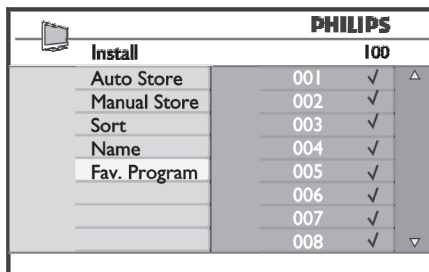 PHILIPS
Install 100
Auto Store 001 ✓
Manual Store 002 ✓
Sort 003 ✓
Name 004 ✓
Fav. Program 005 ✓
006 ✓
007 ✓
008 ✓